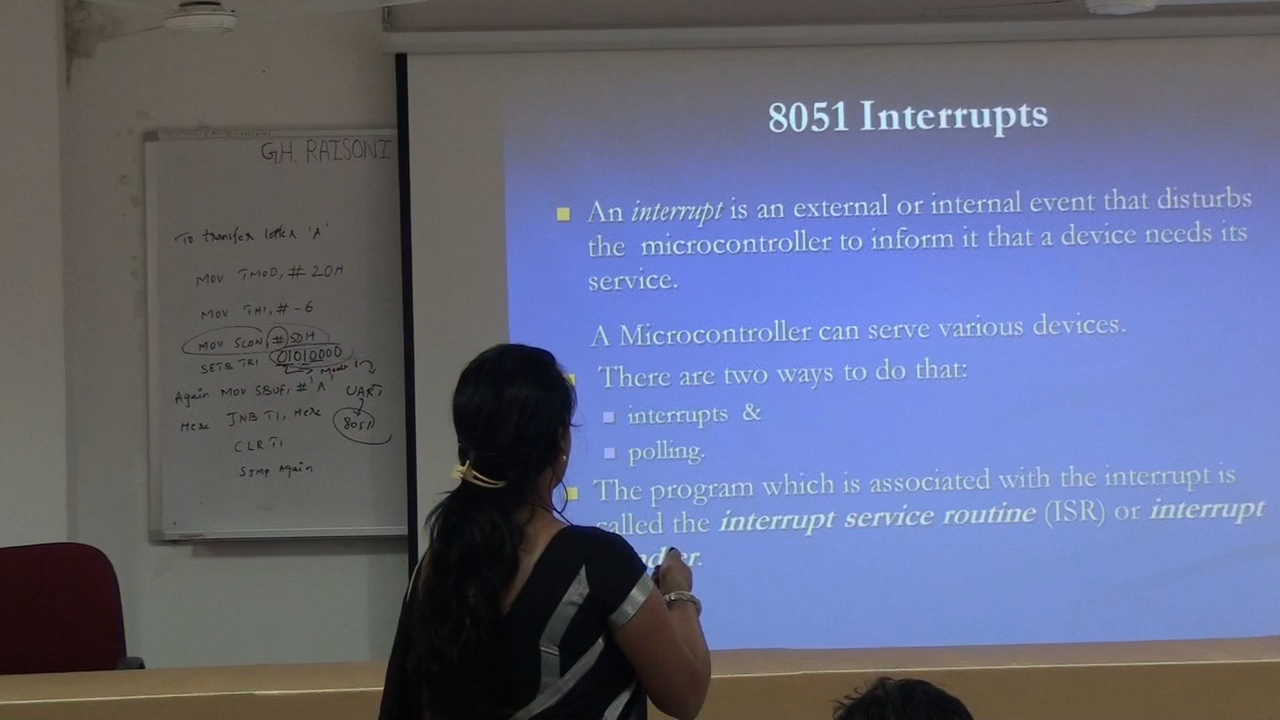 G.H. RAISONI
To transfer letter 'A'
MOV TMOD, # 20H
MOV TH1, # -6
MOV SCON, # 50H
SETB TR1 01010000
Mode 1
Again MOV SBUF, # 'A' UART
Here JNB TI, Here 8051
CLR TI
SJMP Again
8051 Interrupts
An interrupt is an external or internal event that disturbs
the microcontroller to inform it that a device needs its
service.
A Microcontroller can serve various devices.
There are two ways to do that:
interrupts &
polling.
The program which is associated with the interrupt is
called the interrupt service routine (ISR) or interrupt